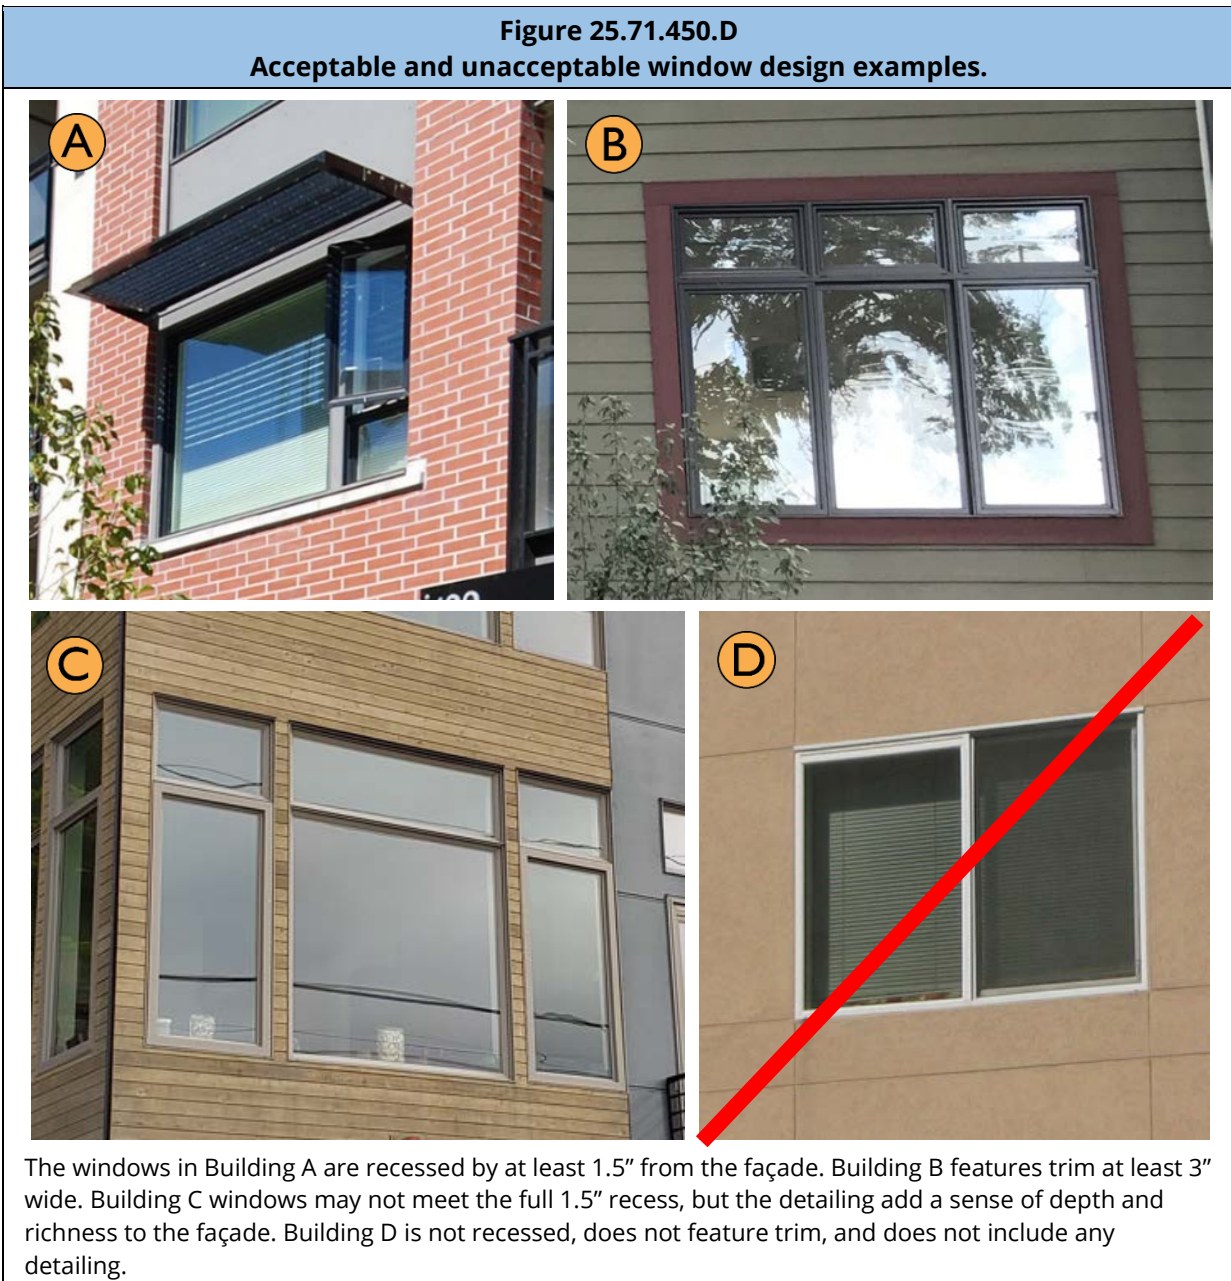 Figure 25.71.450.D
Acceptable and unacceptable window design examples.
A
B
C
D
The windows in Building A are recessed by at least 1.5” from the façade. Building B features trim at least 3”
wide. Building C windows may not meet the full 1.5” recess, but the detailing add a sense of depth and
richness to the façade. Building D is not recessed, does not feature trim, and does not include any
detailing.